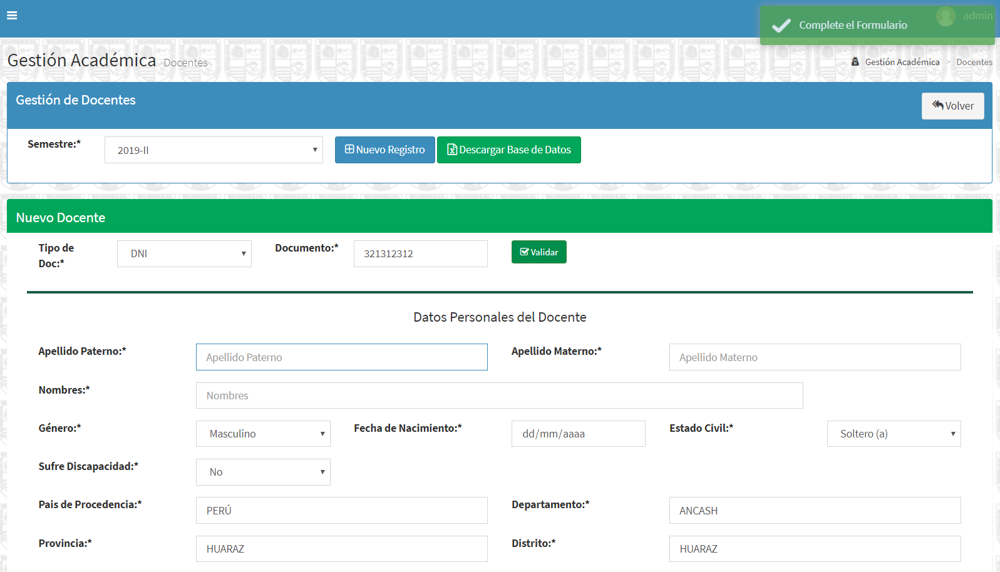 Complete el Formulario
admin
Gestión Académica Docentes
Gestión Académica > Docentes
Gestión de Docentes
Volver
Semestre:*
2019-II
Nuevo Registro
Descargar Base de Datos
Nuevo Docente
Tipo de
Doc:*
DNI
Documento:*
321312312
Validar
Datos Personales del Docente
Apellido Paterno:*
Apellido Paterno
Apellido Materno:*
Apellido Materno
Nombres:*
Nombres
Género:*
Masculino
Fecha de Nacimiento:*
dd/mm/aaaa
Estado Civil:*
Soltero (a)
Sufre Discapacidad:*
No
Pais de Procedencia:*
PERÚ
Departamento:*
ANCASH
Provincia:*
HUARAZ
Distrito:*
HUARAZ